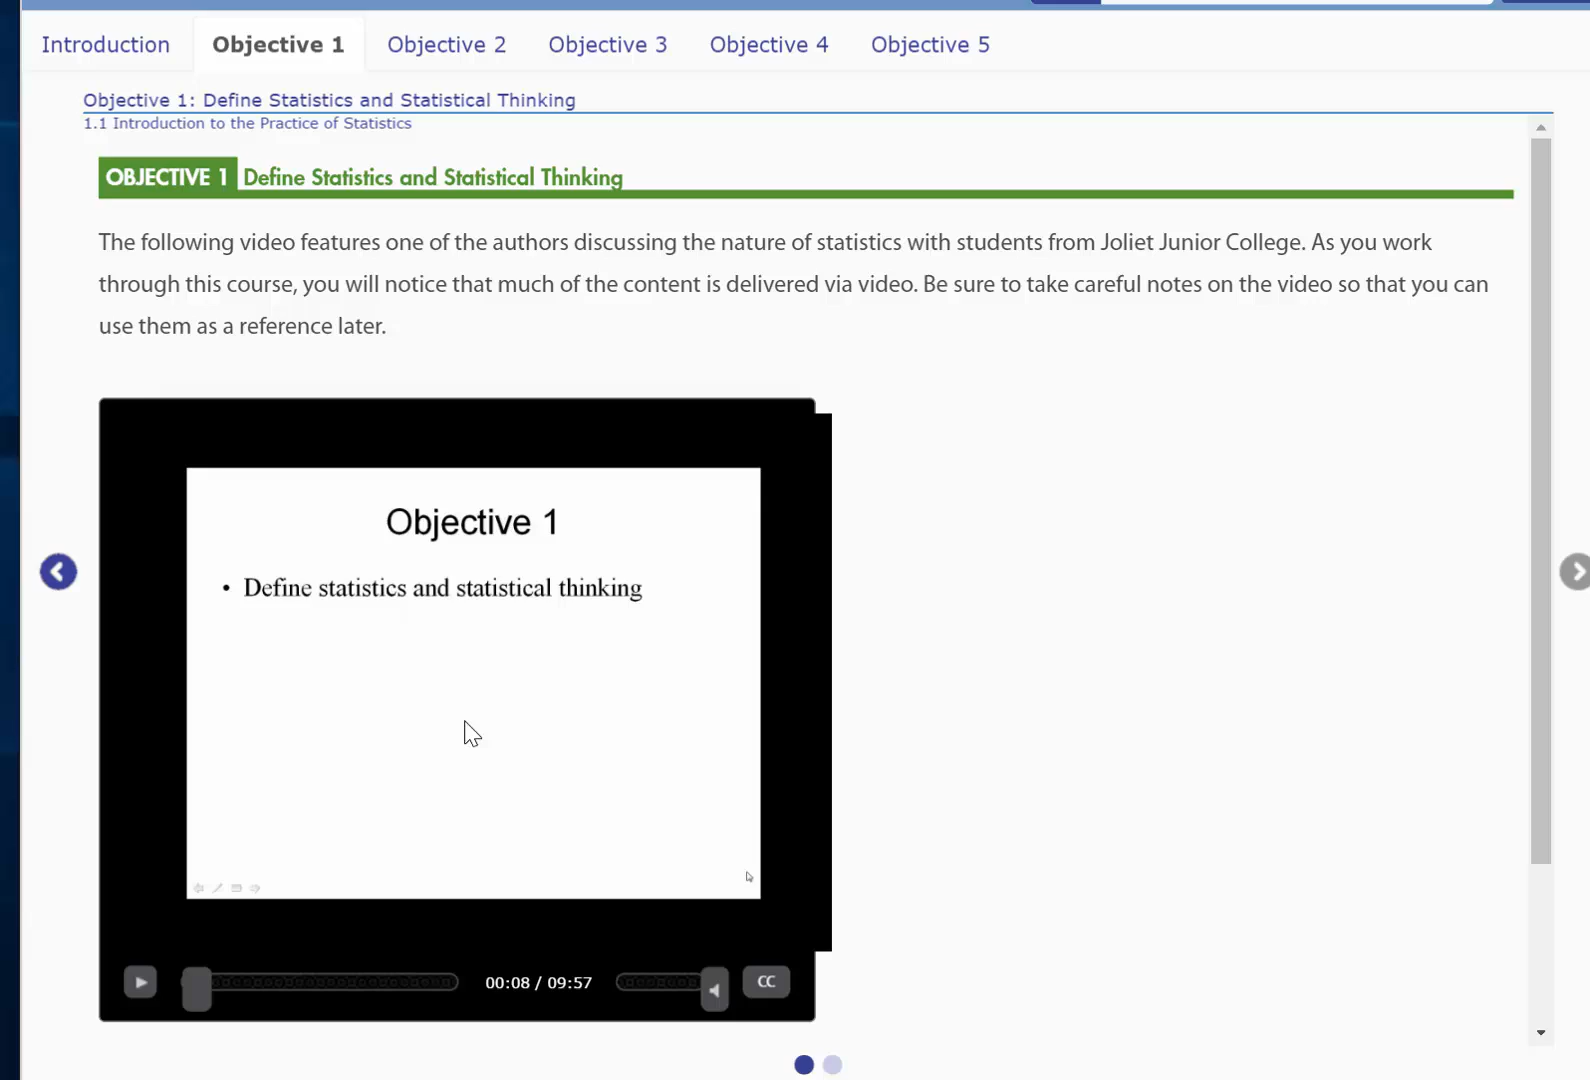 Introduction
Objective 1
Objective 2
Objective 3
Objective 4
Objective 5
Objective 1: Define Statistics and Statistical Thinking
1.1 Introduction to the Practice of Statistics
OBJECTIVE 1 Define Statistics and Statistical Thinking
The following video features one of the authors discussing the nature of statistics with students from Joliet Junior College. As you work
through this course, you will notice that much of the content is delivered via video. Be sure to take careful notes on the video so that you can
use them as a reference later.
Objective 1
• Define statistics and statistical thinking
00:08 / 09:57
CC